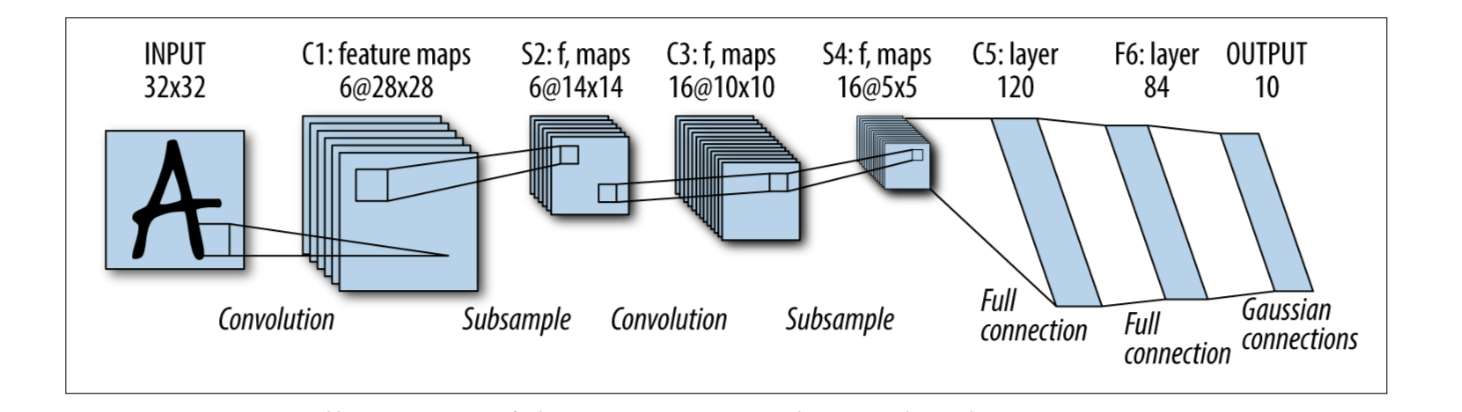 INPUT
32x32
C1: feature maps
6@28x28
S2: f, maps
6@14x14
C3: f, maps
16@10x10
S4: f, maps
16@5x5
C5: layer
120
F6: layer
84
OUTPUT
10
A
Convolution
Subsample
Convolution
Subsample
Full
connection
Full
connection
Gaussian
connections